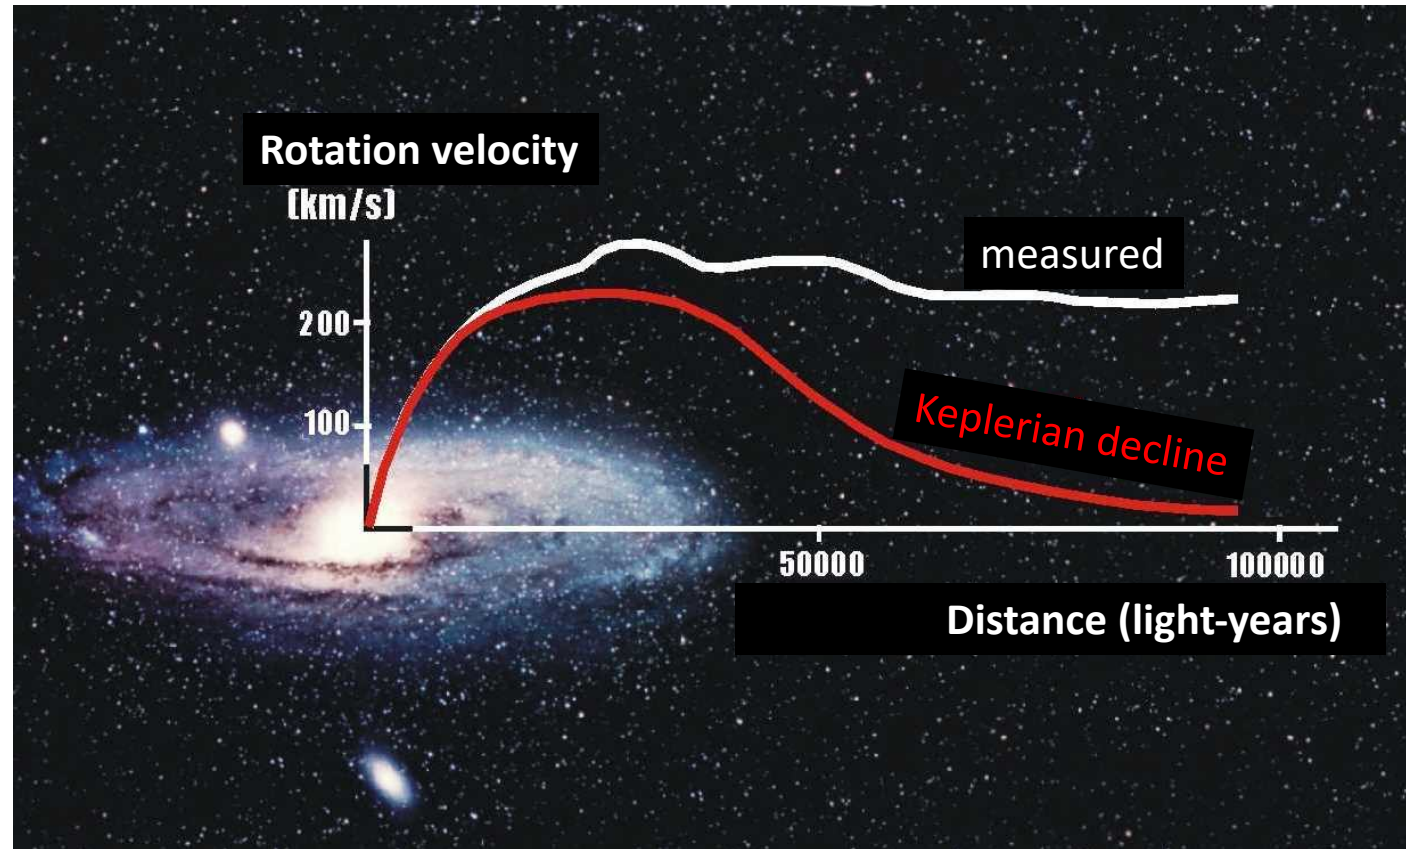 Rotation velocity
(km/s)
measured
200
Keplerian decline
100
50000
100000
Distance (light-years)